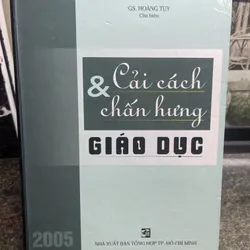 GS. HOÀNG TỤY
Chủ biên
Cải cách
& chấn hưng
GIÁO DỤC
2005
NHÀ XUẤT BẢN TỔNG HỢP TP. HỒ CHÍ MINH